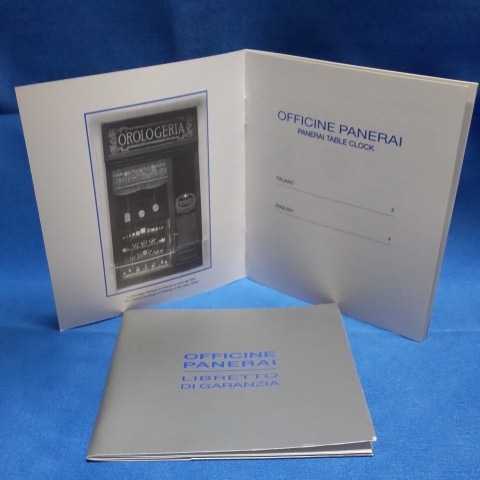 OROLOGERIA
OFFICINE PANERAI
PANERAI TABLE CLOCK
ITALIANO
ENGLISH
OFFICINE
PANERAI
LIBRETTO
DI GARANZIA